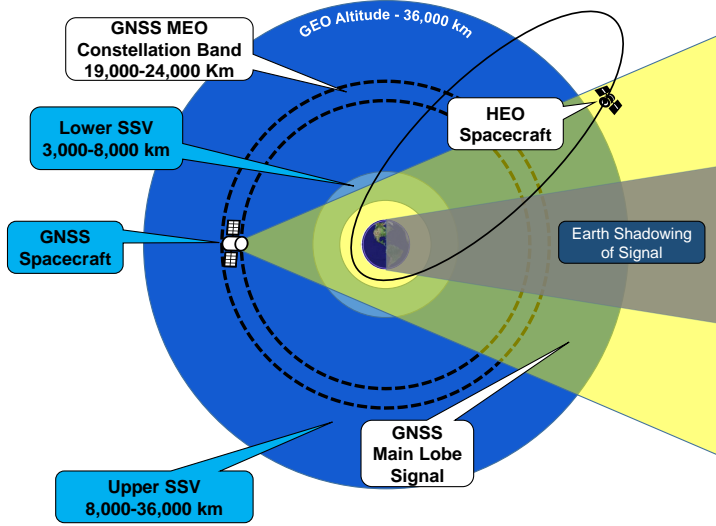 GEO Altitude - 36,000 km
GNSS MEO
Constellation Band
19,000-24,000 Km
HEO
Spacecraft
Lower SSV
3,000-8,000 km
GNSS
Spacecraft
Earth Shadowing
of Signal
GNSS
Main Lobe
Signal
Upper SSV
8,000-36,000 km